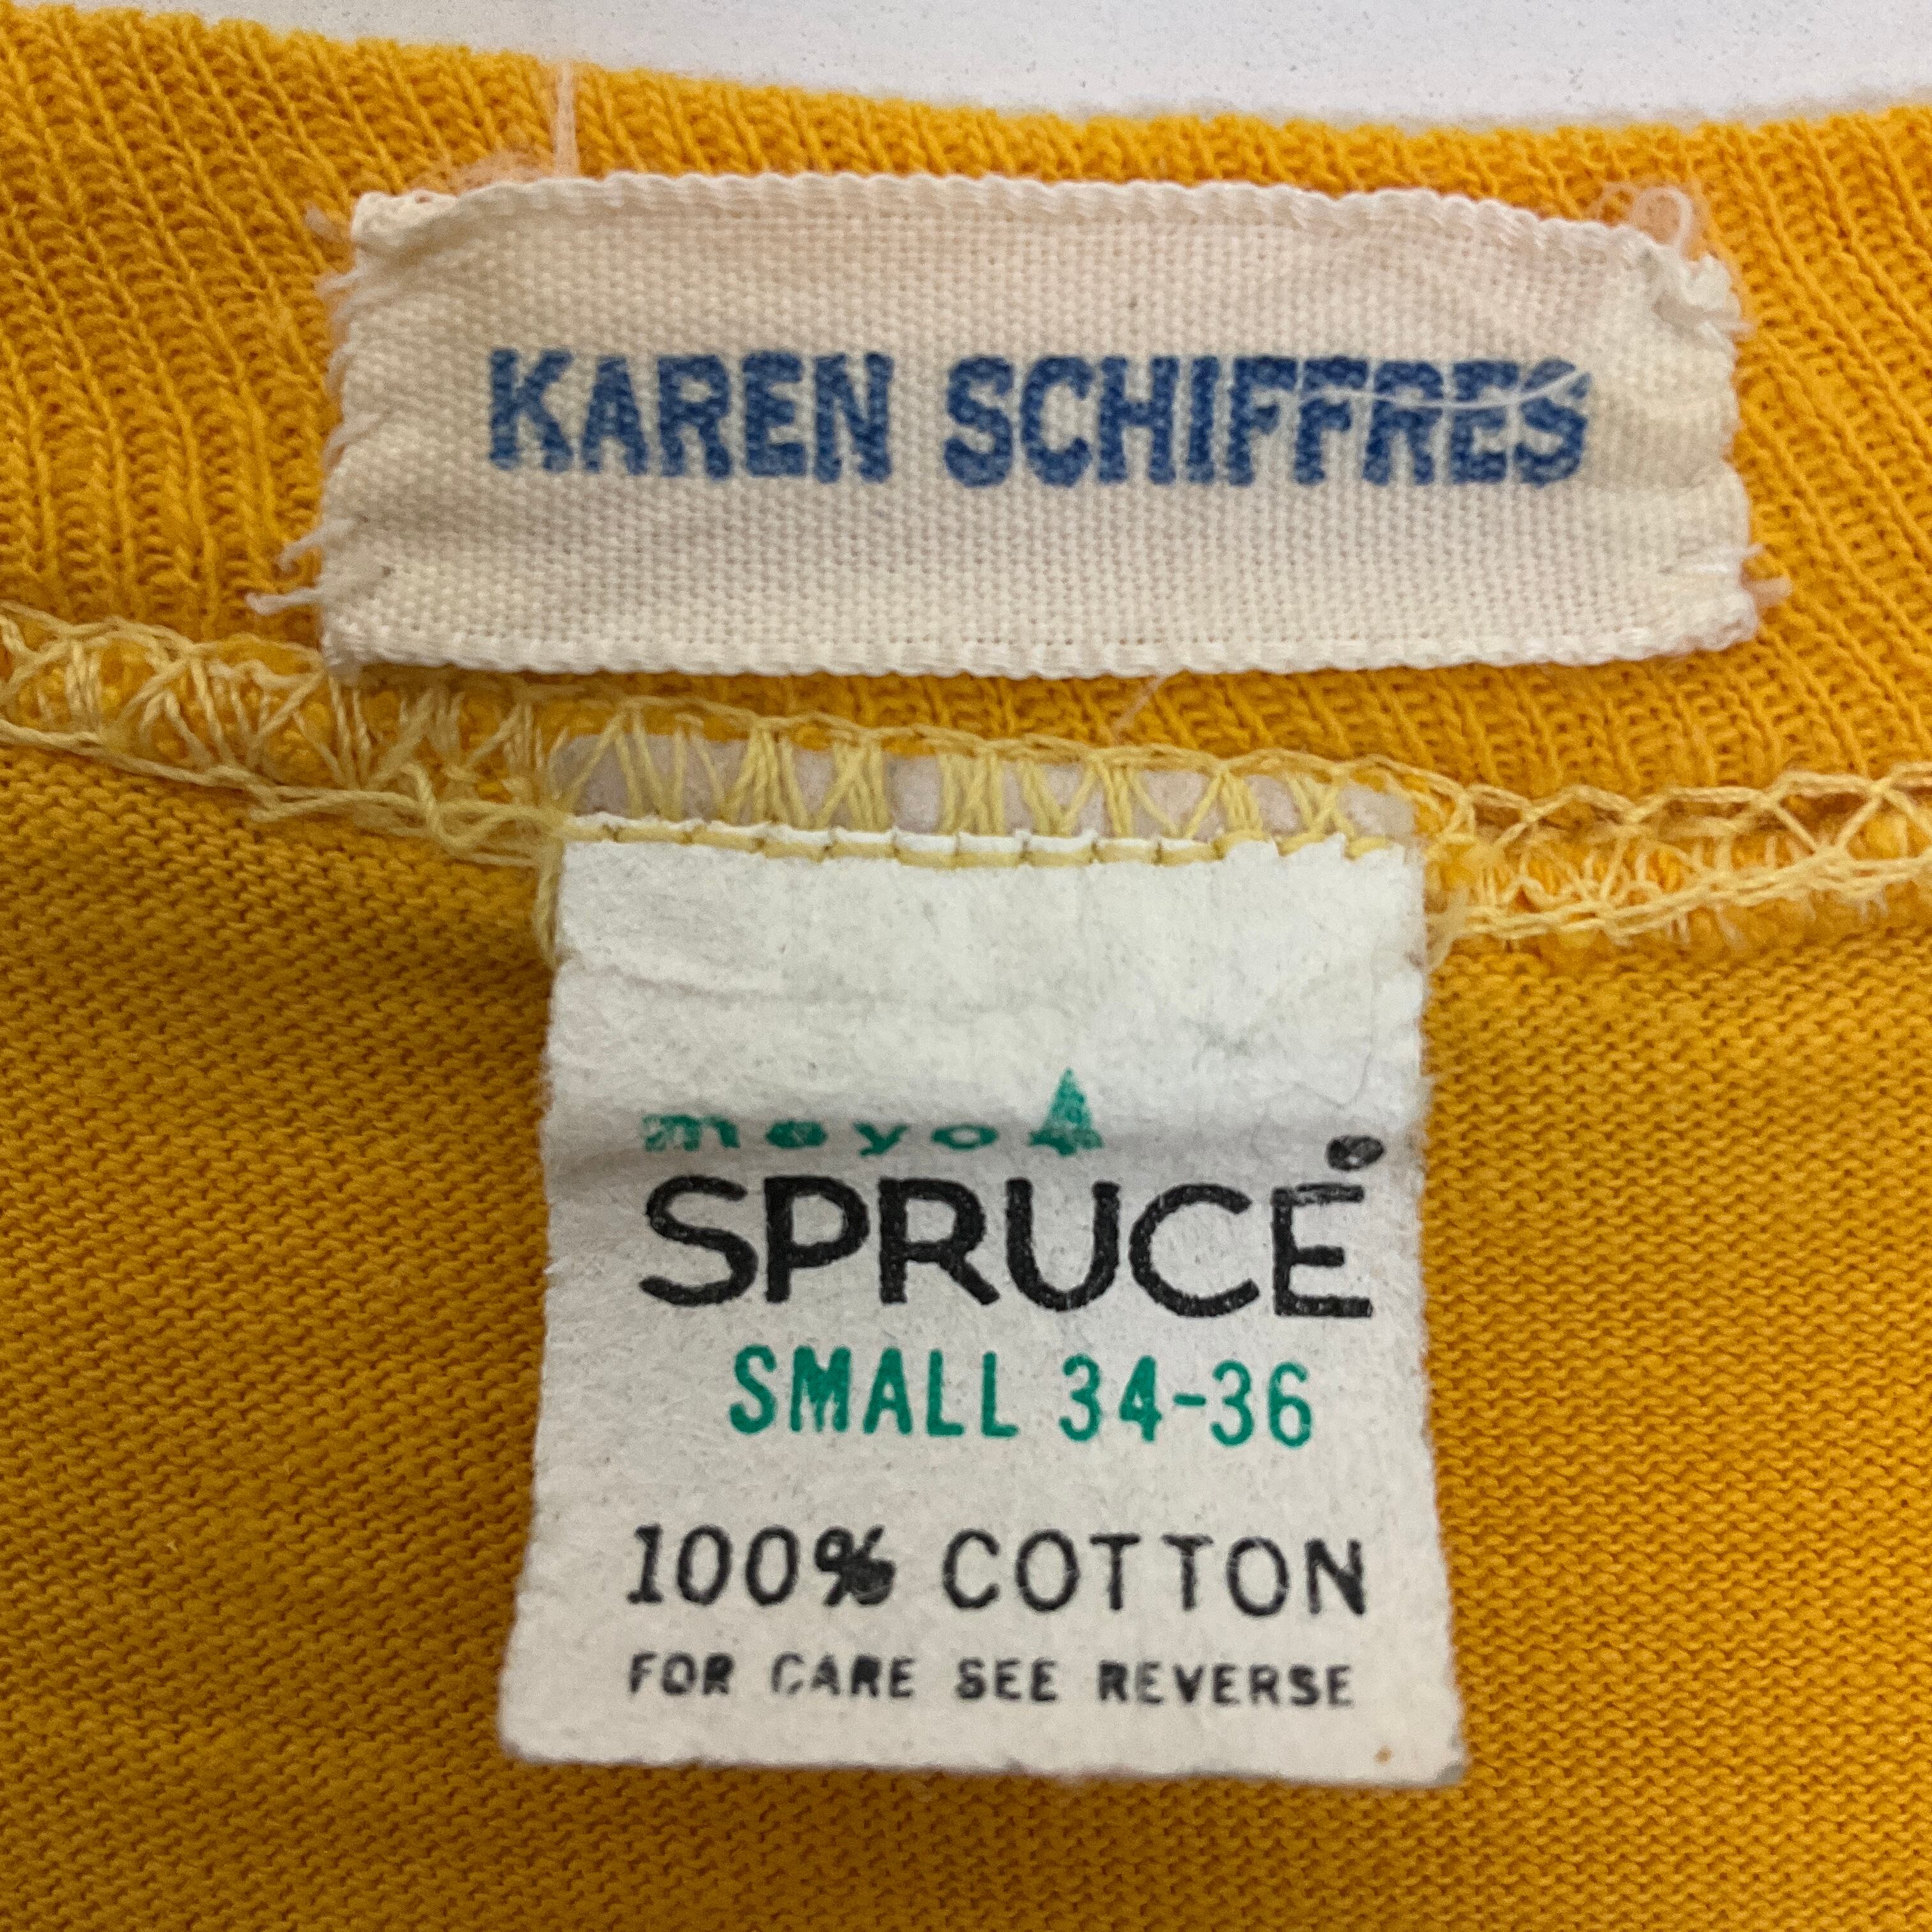 KAREN SCHIFFRES
mayo
SPRUCE
SMALL 34-36
100% COTTON
FOR CARE SEE REVERSE